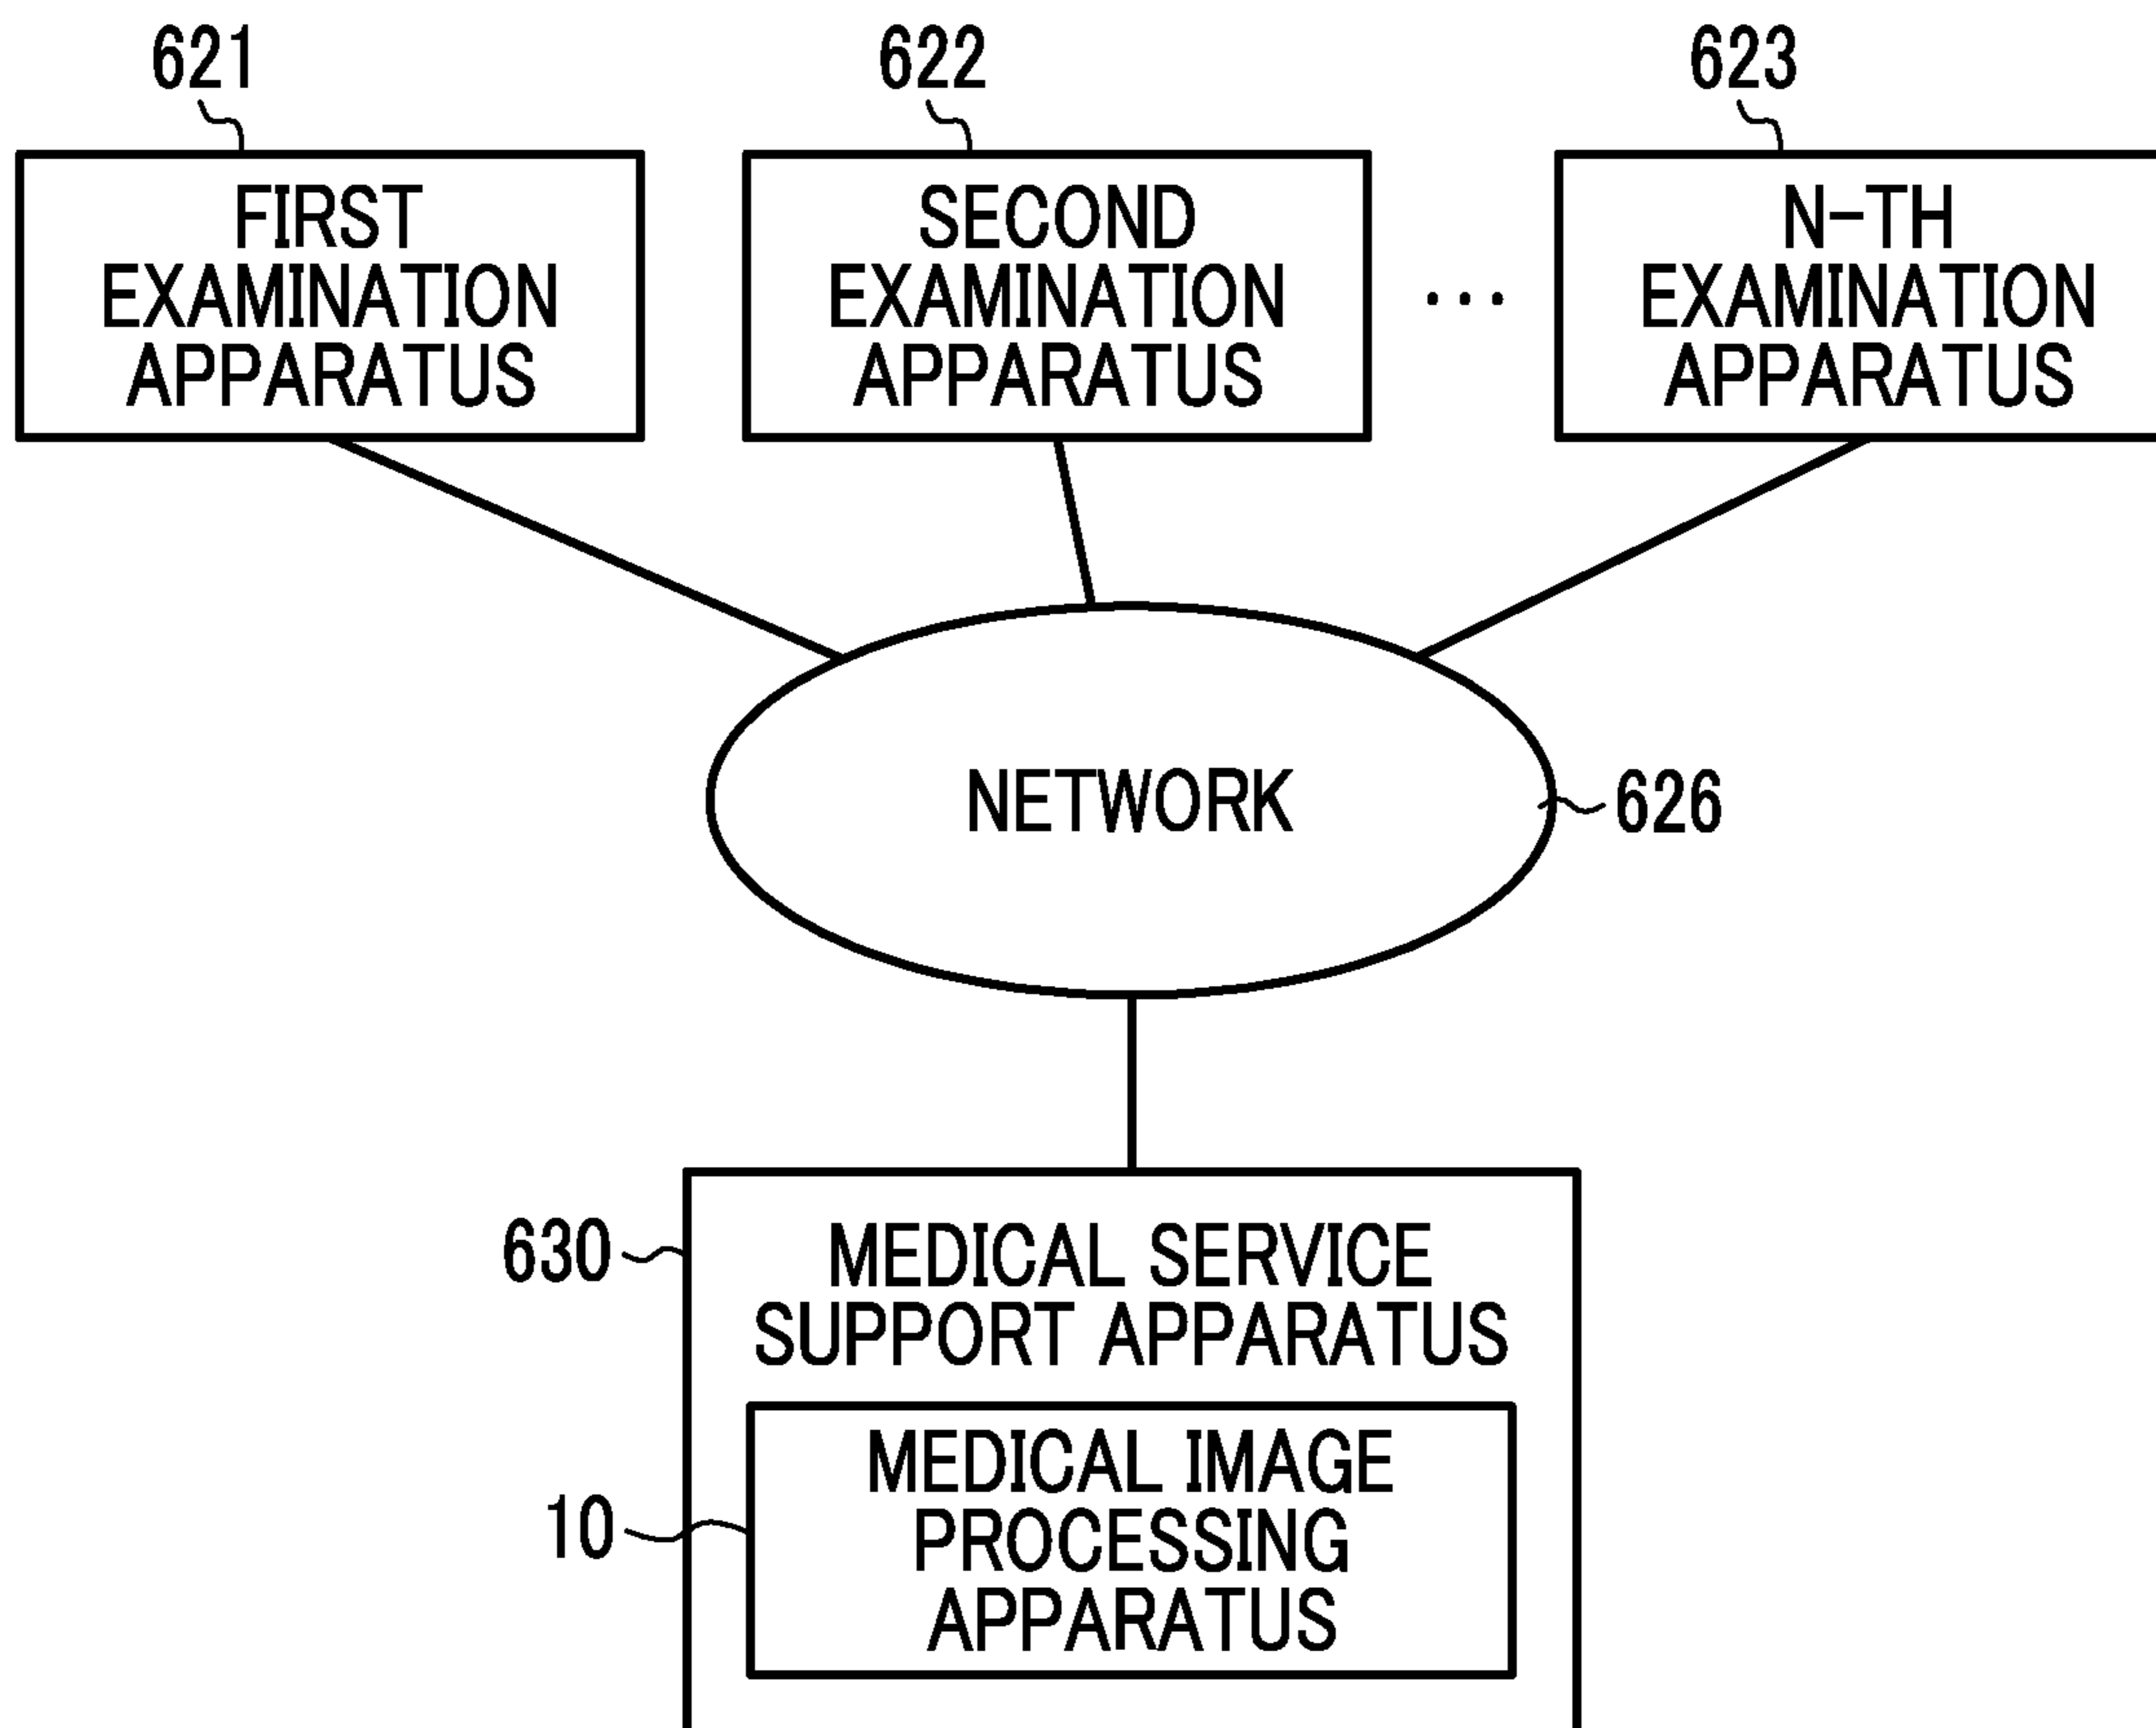 621
622
623
FIRST
EXAMINATION
APPARATUS
SECOND
EXAMINATION
APPARATUS
...
N-TH
EXAMINATION
APPARATUS
NETWORK
626
630
MEDICAL SERVICE
SUPPORT APPARATUS
10
MEDICAL IMAGE
PROCESSING
APPARATUS